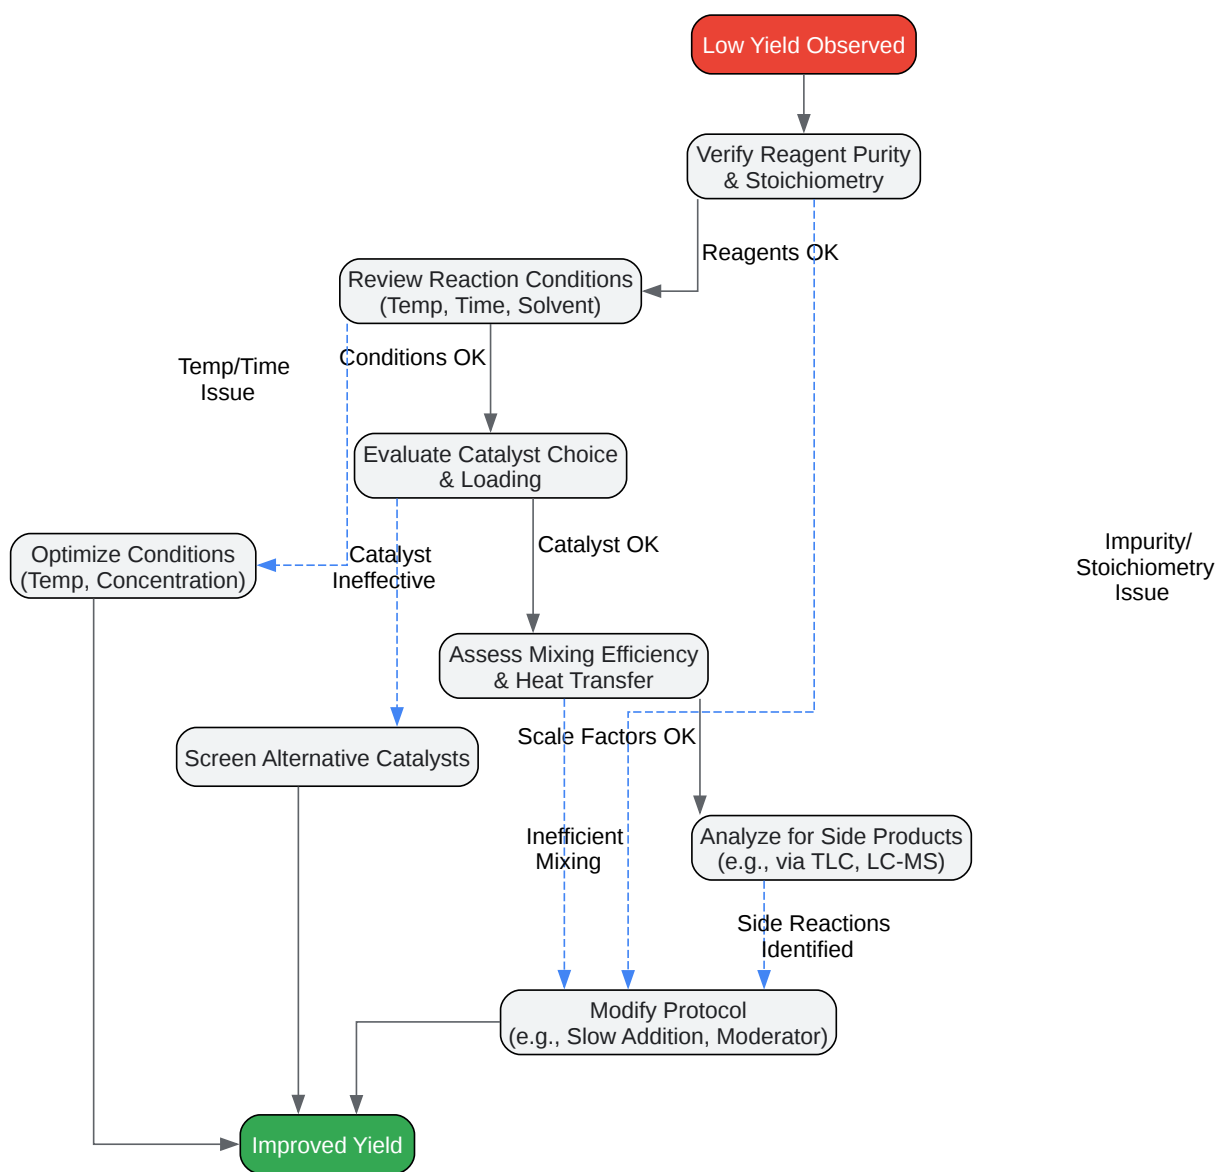 Low Yield Observed
Verify Reagent Purity
& Stoichiometry
Reagents OK
Review Reaction Conditions
(Temp, Time, Solvent)
Temp/Time
Issue
Conditions OK
Evaluate Catalyst Choice
& Loading
Optimize Conditions
(Temp, Concentration)
Catalyst
Ineffective
Catalyst OK
Impurity/
Stoichiometry
Issue
Assess Mixing Efficiency
& Heat Transfer
Scale Factors OK
Screen Alternative Catalysts
Inefficient
Mixing
Analyze for Side Products
(e.g., via TLC, LC-MS)
Side Reactions
Identified
Modify Protocol
(e.g., Slow Addition, Moderator)
Improved Yield